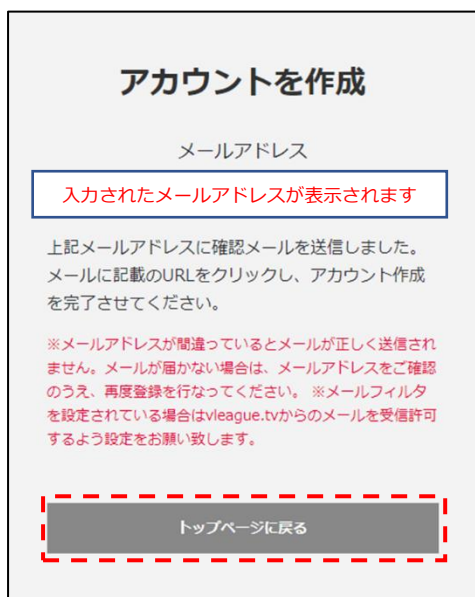 アカウントを作成
メールアドレス
入力されたメールアドレスが表示されます
上記メールアドレスに確認メールを送信しました。
メールに記載のURLをクリックし、アカウント作成
を完了させてください。
※メールアドレスが間違っているとメールが正しく送信され
ません。メールが届かない場合は、メールアドレスをご確認
のうえ、再度登録を行なってください。 ※メールフィルタ
を設定されている場合はvleague.tvからのメールを受信許可
するよう設定をお願い致します。
トップページに戻る